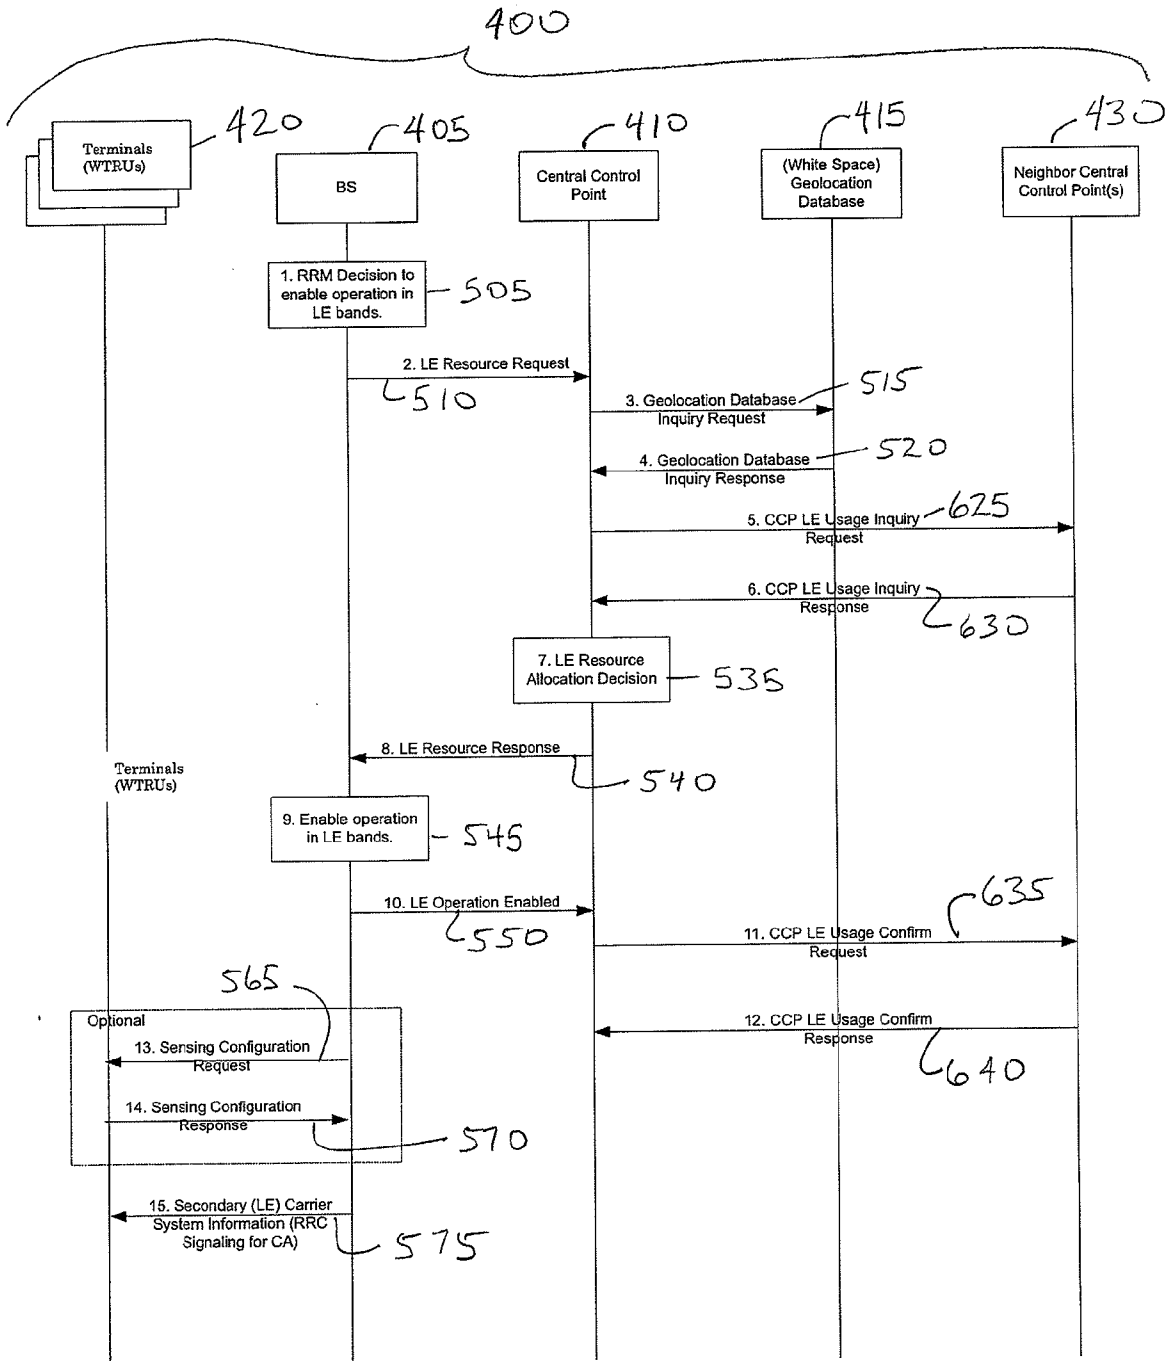 400
420
405
410
415
430
Terminals
(WTRUs)
BS
Central Control
Point
(White Space)
Geolocation
Database
Neighbor Central
Control Point(s)
1. RRM Decision to
enable operation in
LE bands.
505
2. LE Resource Request
510
515
3. Geolocation Database
Inquiry Request
520
4. Geolocation Database
Inquiry Response
625
5. CCP LE Usage Inquiry
Request
6. CCP LE Usage Inquiry
Response
630
7. LE Resource
Allocation Decision
535
8. LE Resource Response
540
Terminals
(WTRUs)
9. Enable operation
in LE bands.
545
635
10. LE Operation Enabled
550
11. CCP LE Usage Confirm
Request
565
Optional
12. CCP LE Usage Confirm
Response
640
13. Sensing Configuration
Request
14. Sensing Configuration
Response
570
15. Secondary (LE) Carrier
System Information (RRC
Signaling for CA)
575